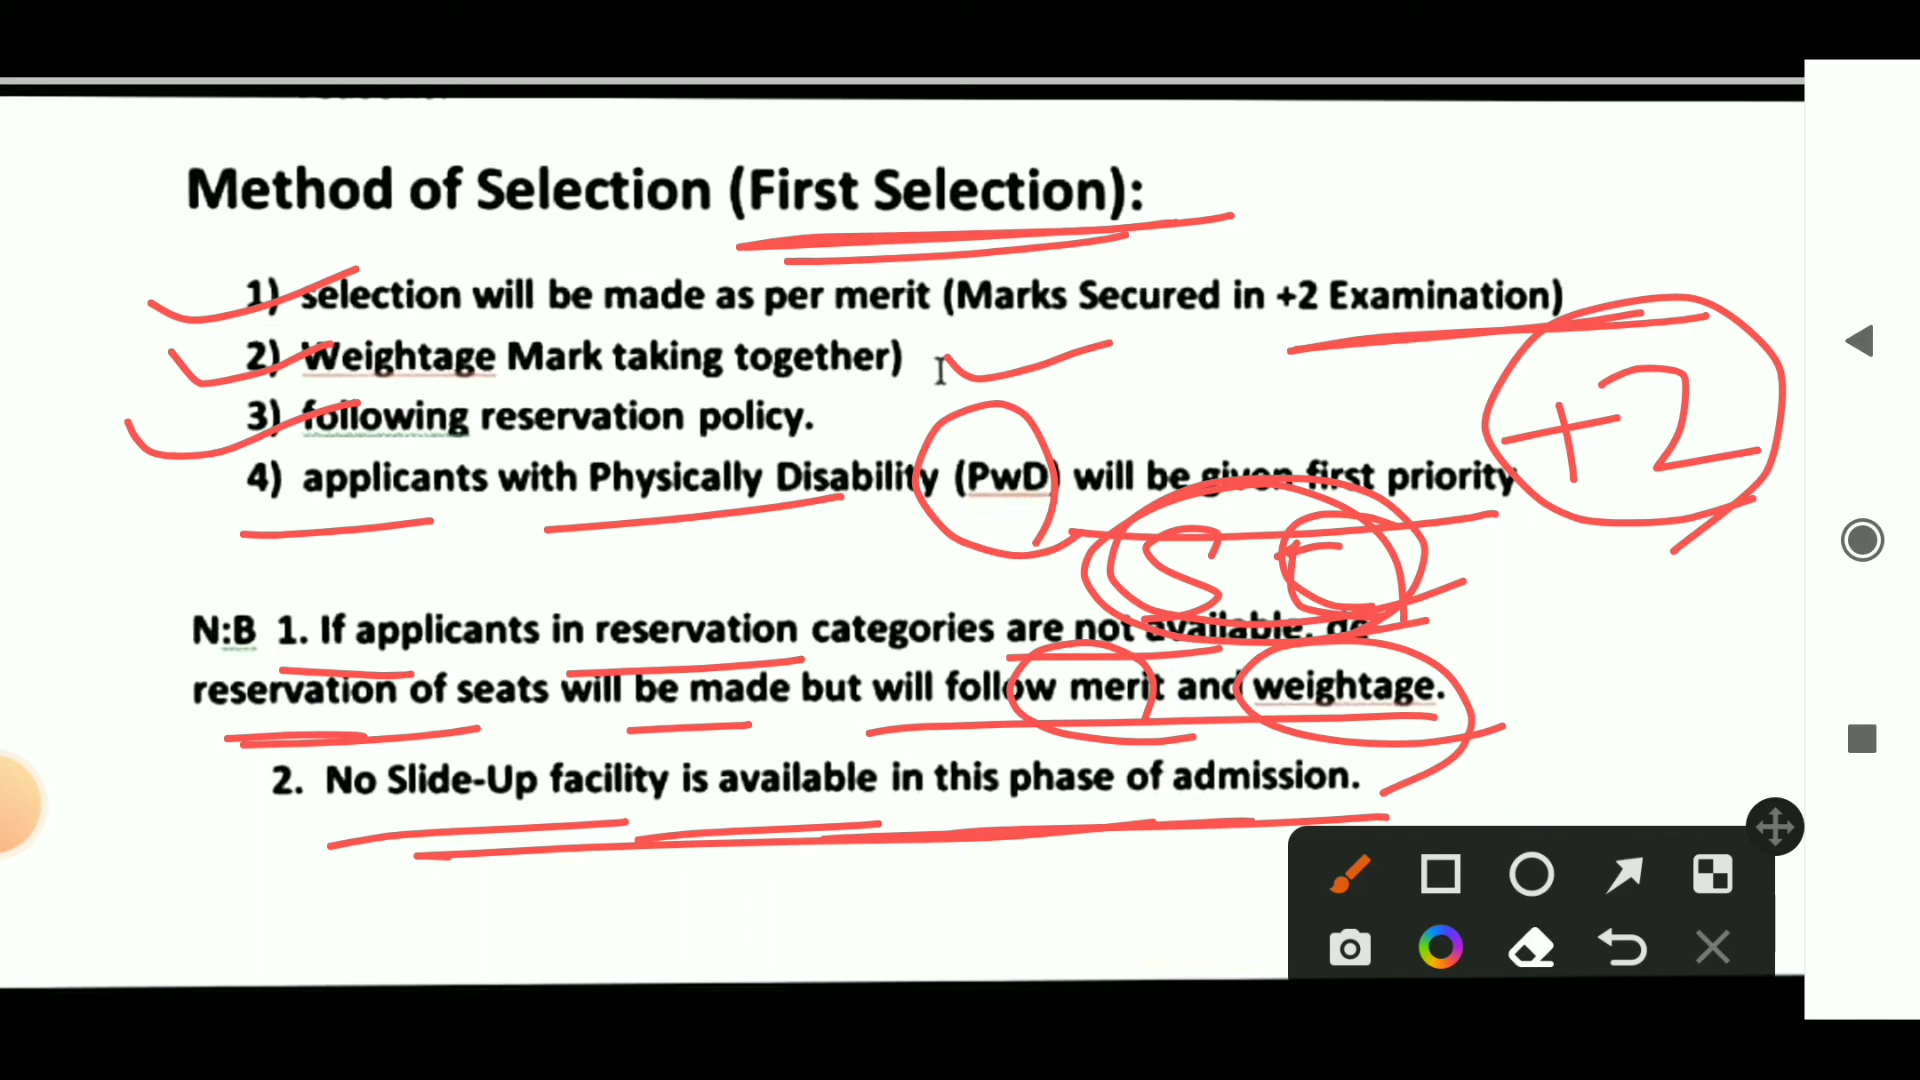 Method of Selection (First Selection):
1) selection will be made as per merit (Marks Secured in +2 Examination)
2) Weightage Mark taking together)
3) following reservation policy.
+2
4) applicants with Physically Disability (PwD) will be given first priority
N:B 1. If applicants in reservation categories are not available, de
reservation of seats will be made but will follow merit and weightage.
2. No Slide-Up facility is available in this phase of admission.